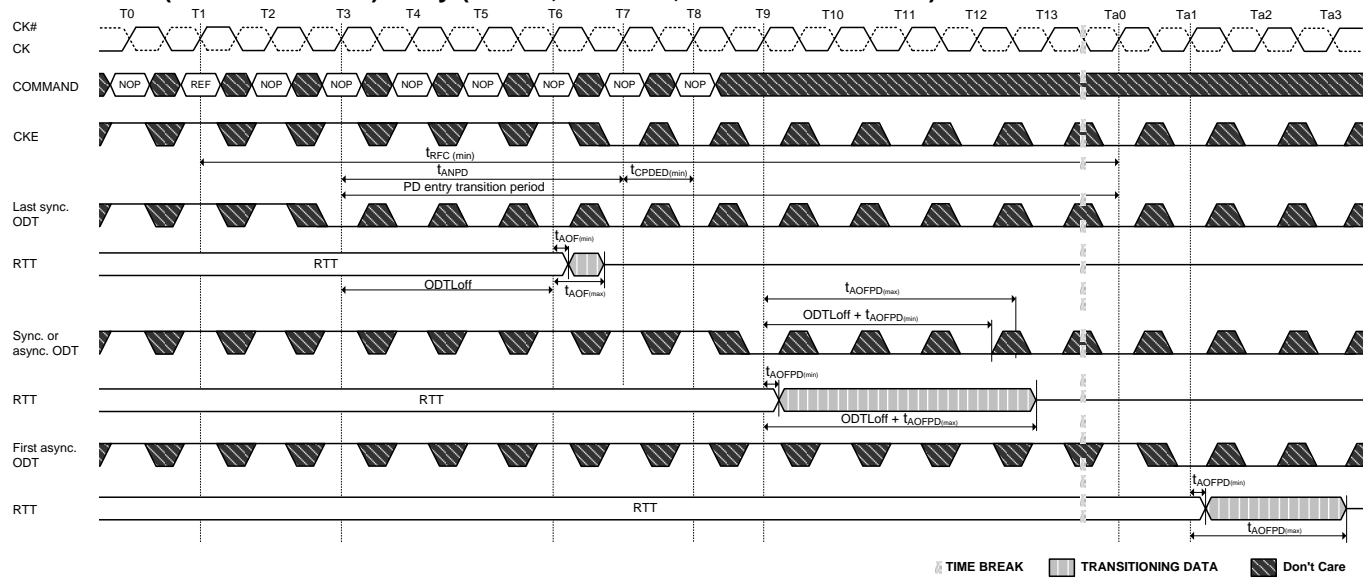 T0 T1 T2 T3 T4 T5 T6 T7 T8 T9 T10 T11 T12 T13 Ta0 Ta1 Ta2 Ta3
CK#
CK
COMMAND NOP REF NOP NOP NOP NOP NOP NOP NOP
CKE
tRFC (min)
tANPD tCPDED(min)
PD entry transition period
Last sync.
ODT
tAOF(min)
RTT RTT
ODTLoff tAOF(max)
tAOFPD(max)
ODTLoff + tAOFPD(min)
Sync. or
async. ODT
tAOFPD(min)
RTT RTT
ODTLoff + tAOFPD(max)
First async.
ODT
tAOFPD(min)
RTT RTT
tAOFPD(max)
TIME BREAK TRANSITIONING DATA Don't Care